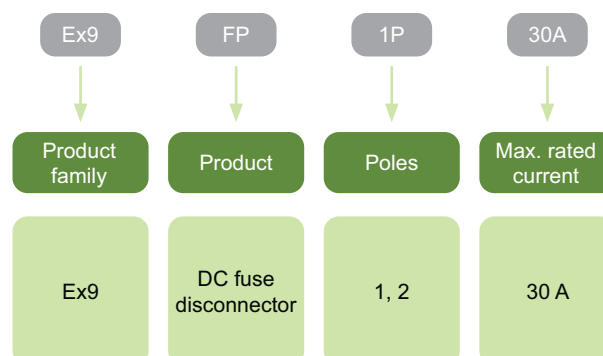 Ex9
FP
1P
30A
Product
family
Product
Poles
Max. rated
current
Ex9
DC fuse
disconnector
1, 2
30 A